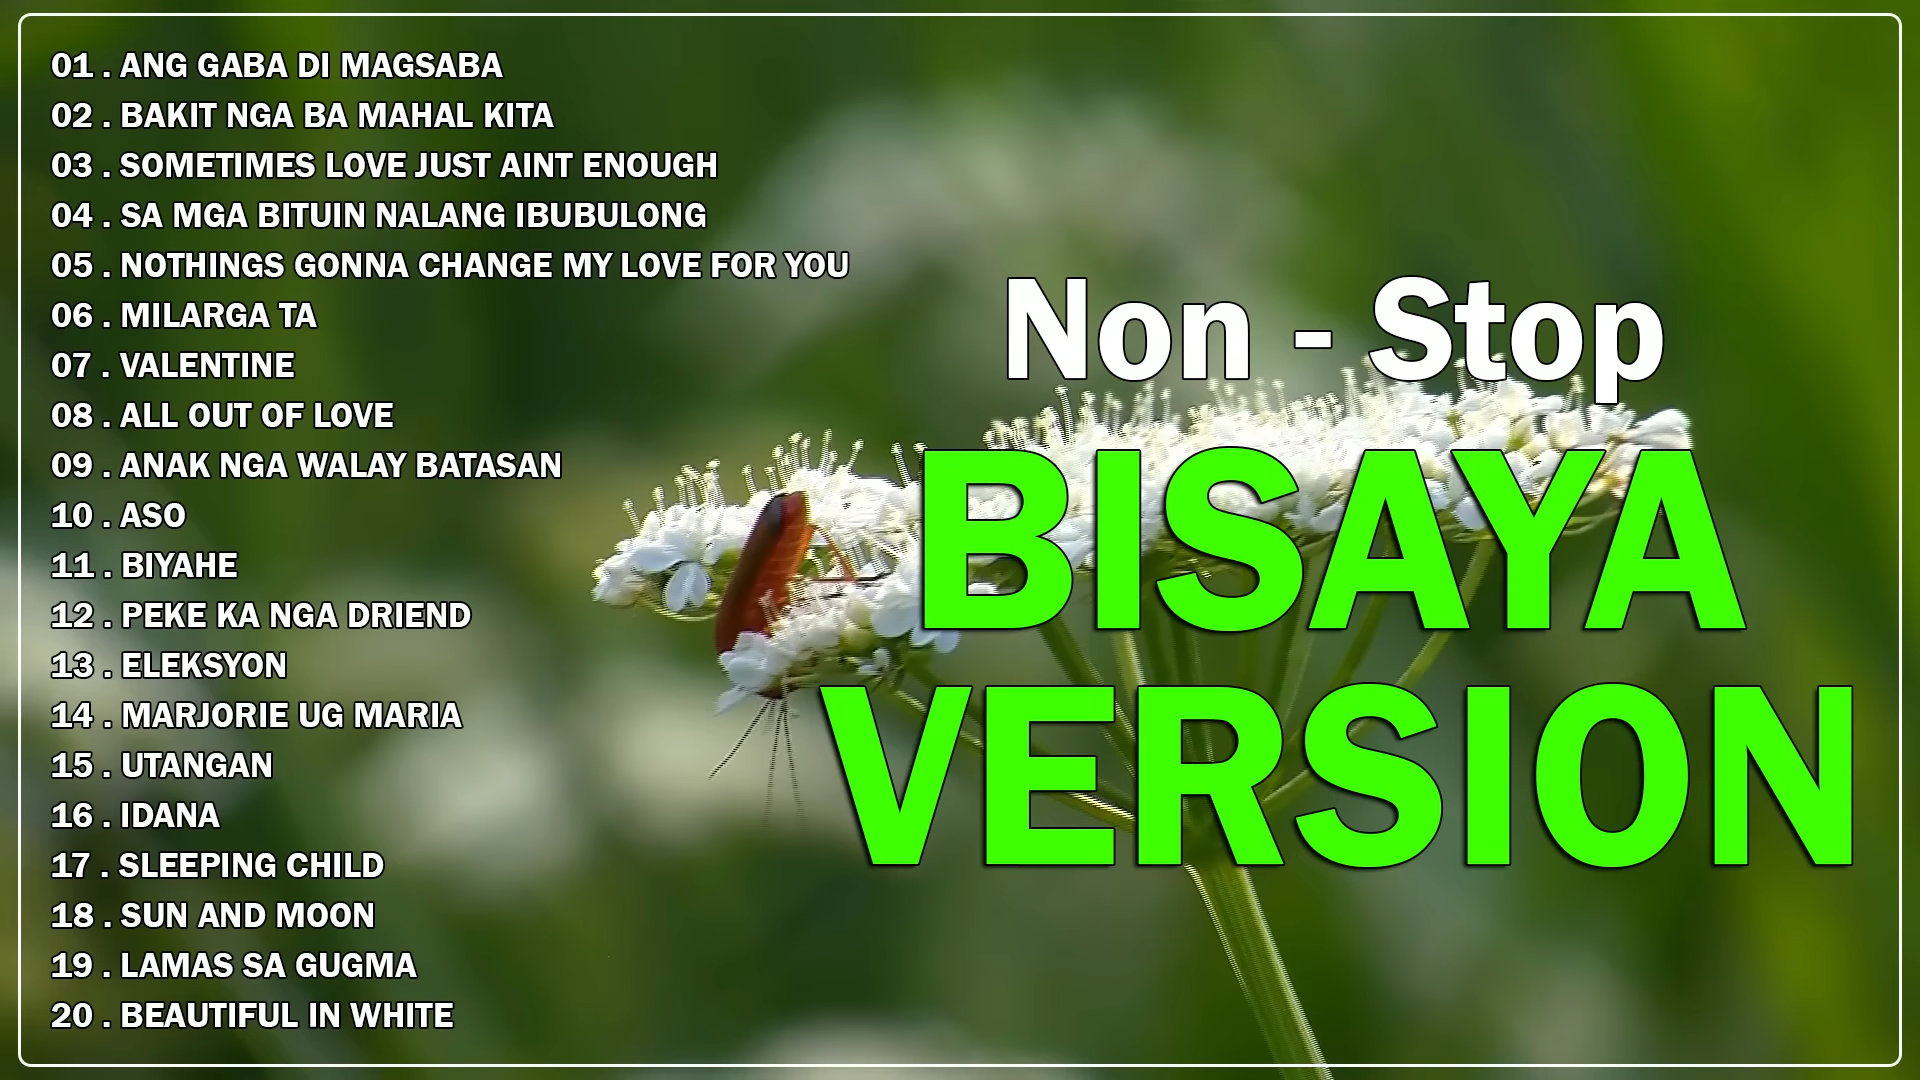 01 . ANG GABA DI MAGSABA
02 . BAKIT NGA BA MAHAL KITA
03 . SOMETIMES LOVE JUST AINT ENOUGH
04 . SA MGA BITUIN NALANG IBUBULONG
05 . NOTHINGS GONNA CHANGE MY LOVE FOR YOU
06 . MILARGA TA
07 . VALENTINE
08 . ALL OUT OF LOVE
09 . ANAK NGA WALAY BATASAN
10 . ASO
11 . BIYAHE
12 . PEKE KA NGA DRIEND
13 . ELEKSYON
14 . MARJORIE UG MARIA
15 . UTANGAN
16 . IDANA
17 . SLEEPING CHILD
18 . SUN AND MOON
19 . LAMAS SA GUGMA
20 . BEAUTIFUL IN WHITE
Non - Stop
BISAYA
VERSION